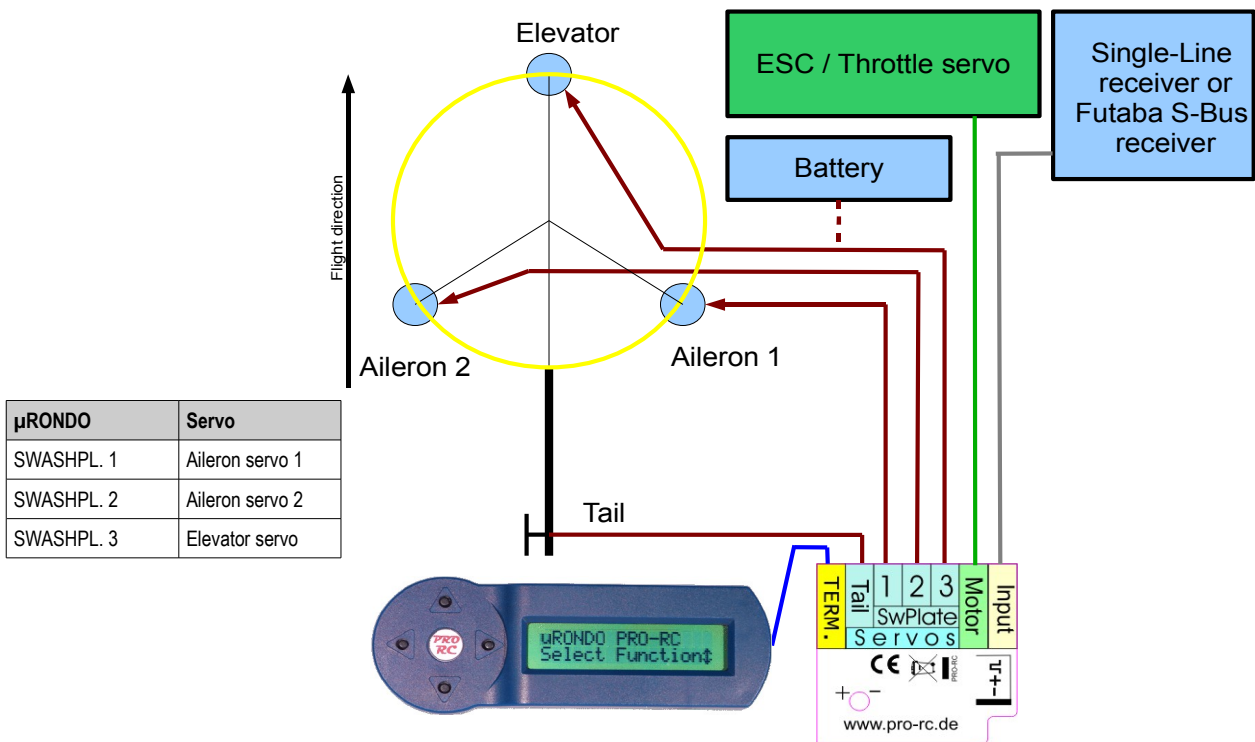 Elevator
ESC / Throttle servo
Single-Line
receiver or
Futaba S-Bus
receiver
Battery
Flight direction
Aileron 2
Aileron 1
µRONDO Servo
SWASHPL. 1 Aileron servo 1
SWASHPL. 2 Aileron servo 2
SWASHPL. 3 Elevator servo
Tail
PRO
RC
uRONDO PRO-RC
Select Function↕
TERM.
Tail
1 2 3
SwPlate
Servos
Motor
Input
CE
PRO-RC
+ -
+ -
www.pro-rc.de